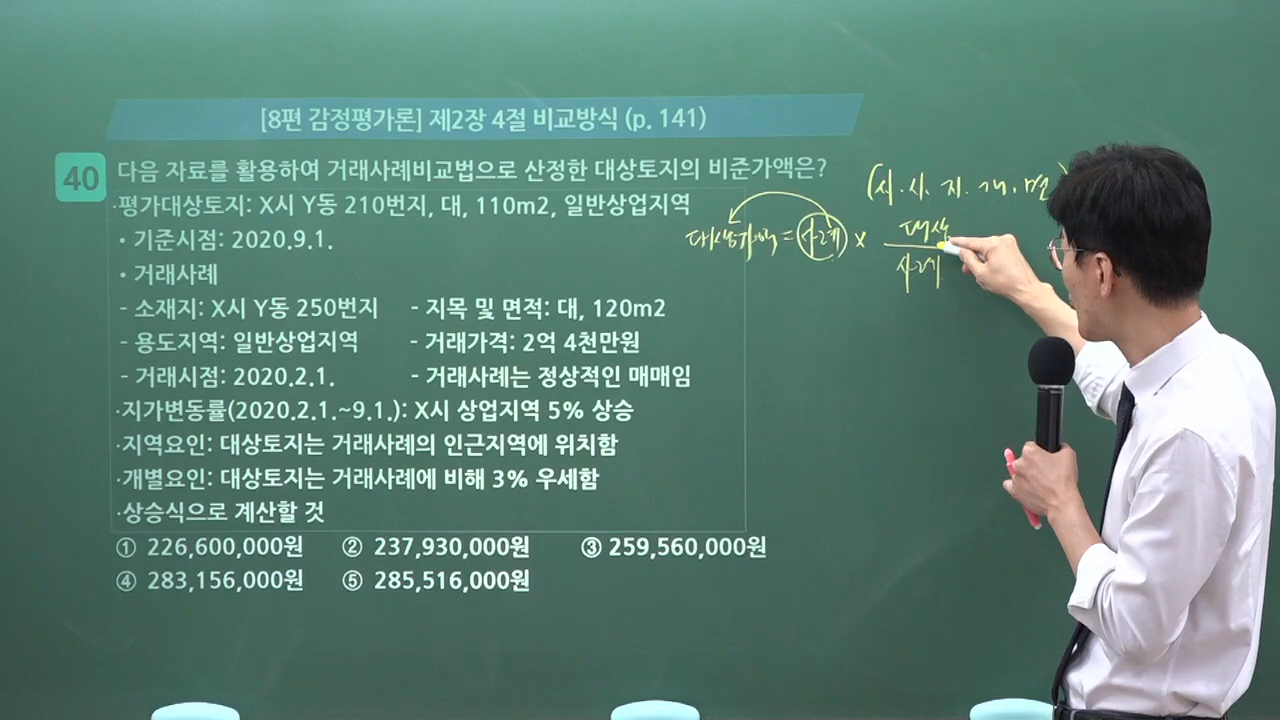 [8편 감정평가론] 제2장 4절 비교방식 (p. 141)
40 다음 자료를 활용하여 거래사례비교법으로 산정한 대상토지의 비준가액은?
·평가대상토지: X시 Y동 210번지, 대, 110m2, 일반상업지역
• 기준시점: 2020.9.1.
• 거래사례
- 소재지: X시 Y동 250번지 - 지목 및 면적: 대, 120m2
- 용도지역: 일반상업지역 - 거래가격: 2억 4천만원
- 거래시점: 2020.2.1. - 거래사례는 정상적인 매매임
·지가변동률(2020.2.1.~9.1.): X시 상업지역 5% 상승
·지역요인: 대상토지는 거래사례의 인근지역에 위치함
·개별요인: 대상토지는 거래사례에 비해 3% 우세함
·상승식으로 계산할 것
① 226,600,000원 ② 237,930,000원 ③ 259,560,000원
④ 283,156,000원 ⑤ 285,516,000원
(사.시.지.개.면)
대상가액 = 사례 × 대상
사례